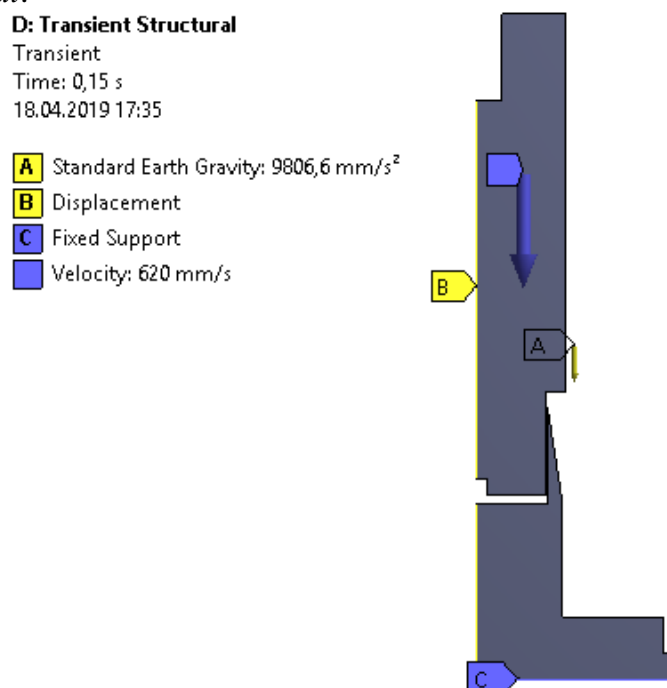 D: Transient Structural
Transient
Time: 0,15 s
18.04.2019 17:35
A Standard Earth Gravity: 9806,6 mm/s²
B Displacement
C Fixed Support
Velocity: 620 mm/s
B
A
C